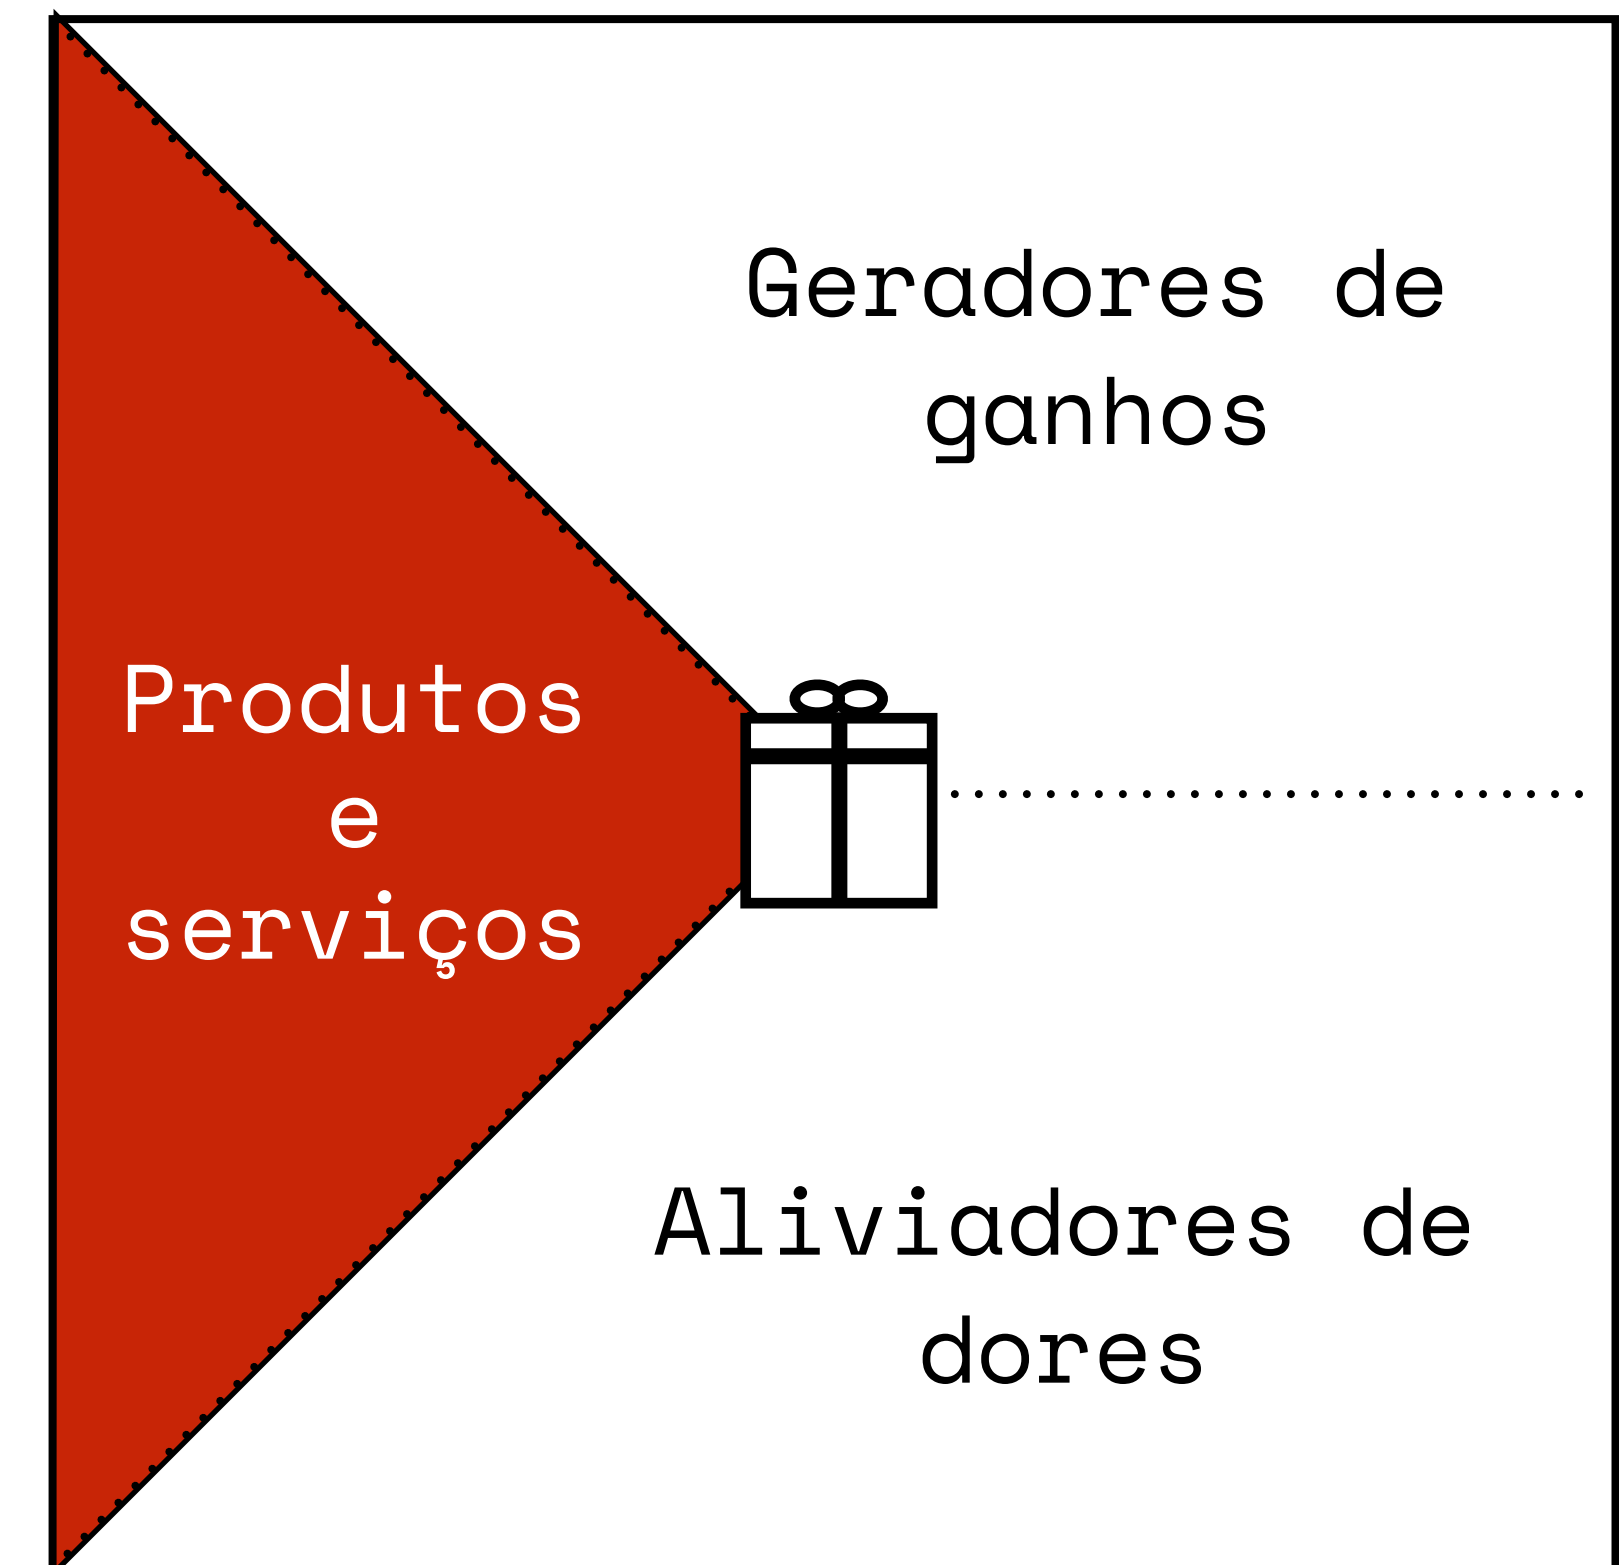 Geradores de
ganhos
Produtos
e
serviços
Aliviadores de
dores